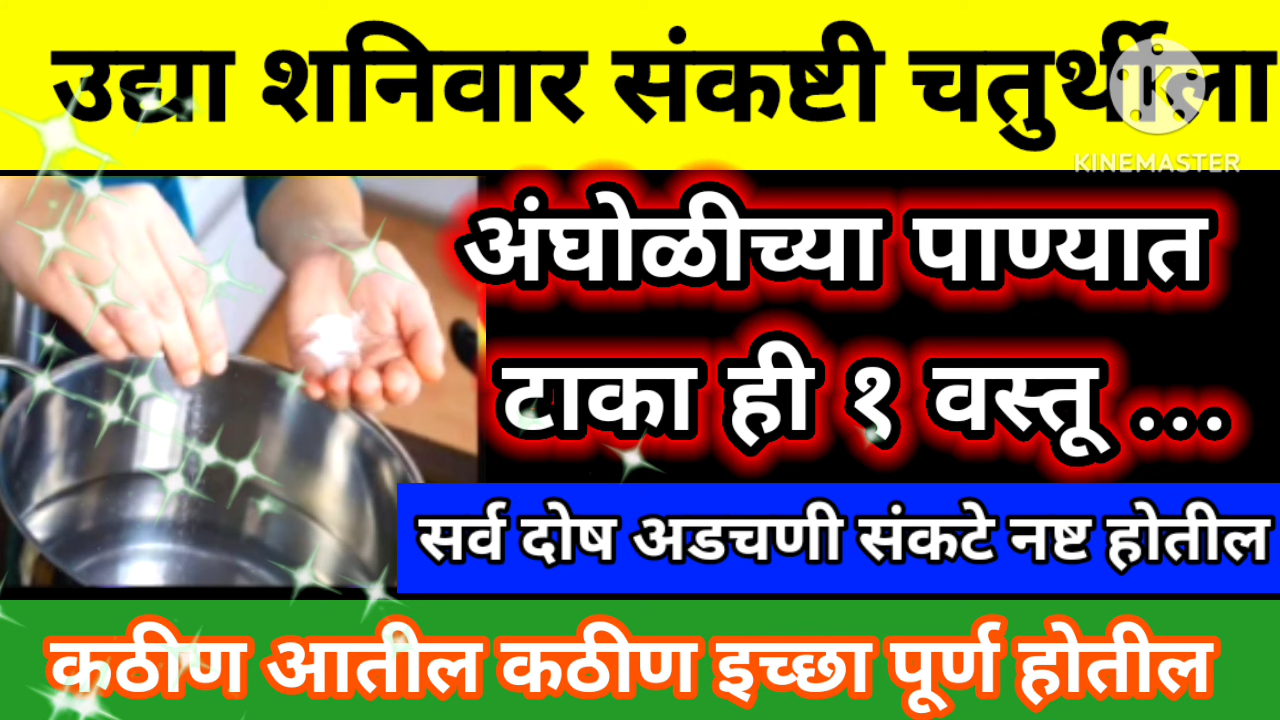 उद्या शनिवार संकष्टी चतुर्थीला
KINEMASTER
अंघोळीच्या पाण्यात
टाका ही १ वस्तू ...
सर्व दोष अडचणी संकटे नष्ट होतील
कठीण आतील कठीण इच्छा पूर्ण होतील